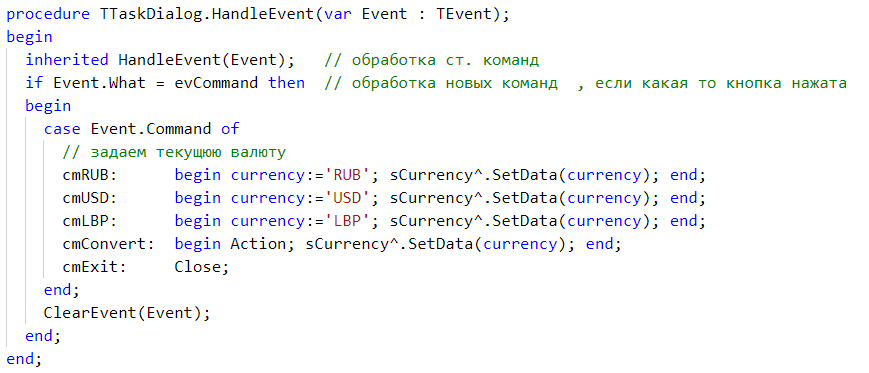 procedure TTaskDialog.HandleEvent(var Event : TEvent);
begin
  inherited HandleEvent(Event);   // обработка ст. команд
  if Event.What = evCommand then  // обработка новых команд  , если какая то кнопка нажата
  begin
    case Event.Command of
      // задаем текущую валюту
      cmRUB:      begin currency:='RUB'; sCurrency^.SetData(currency); end;
      cmUSD:      begin currency:='USD'; sCurrency^.SetData(currency); end;
      cmLBP:      begin currency:='LBP'; sCurrency^.SetData(currency); end;
      cmConvert:  begin Action; sCurrency^.SetData(currency); end;
      cmExit:     Close;
    end;
    ClearEvent(Event);
  end;
end;